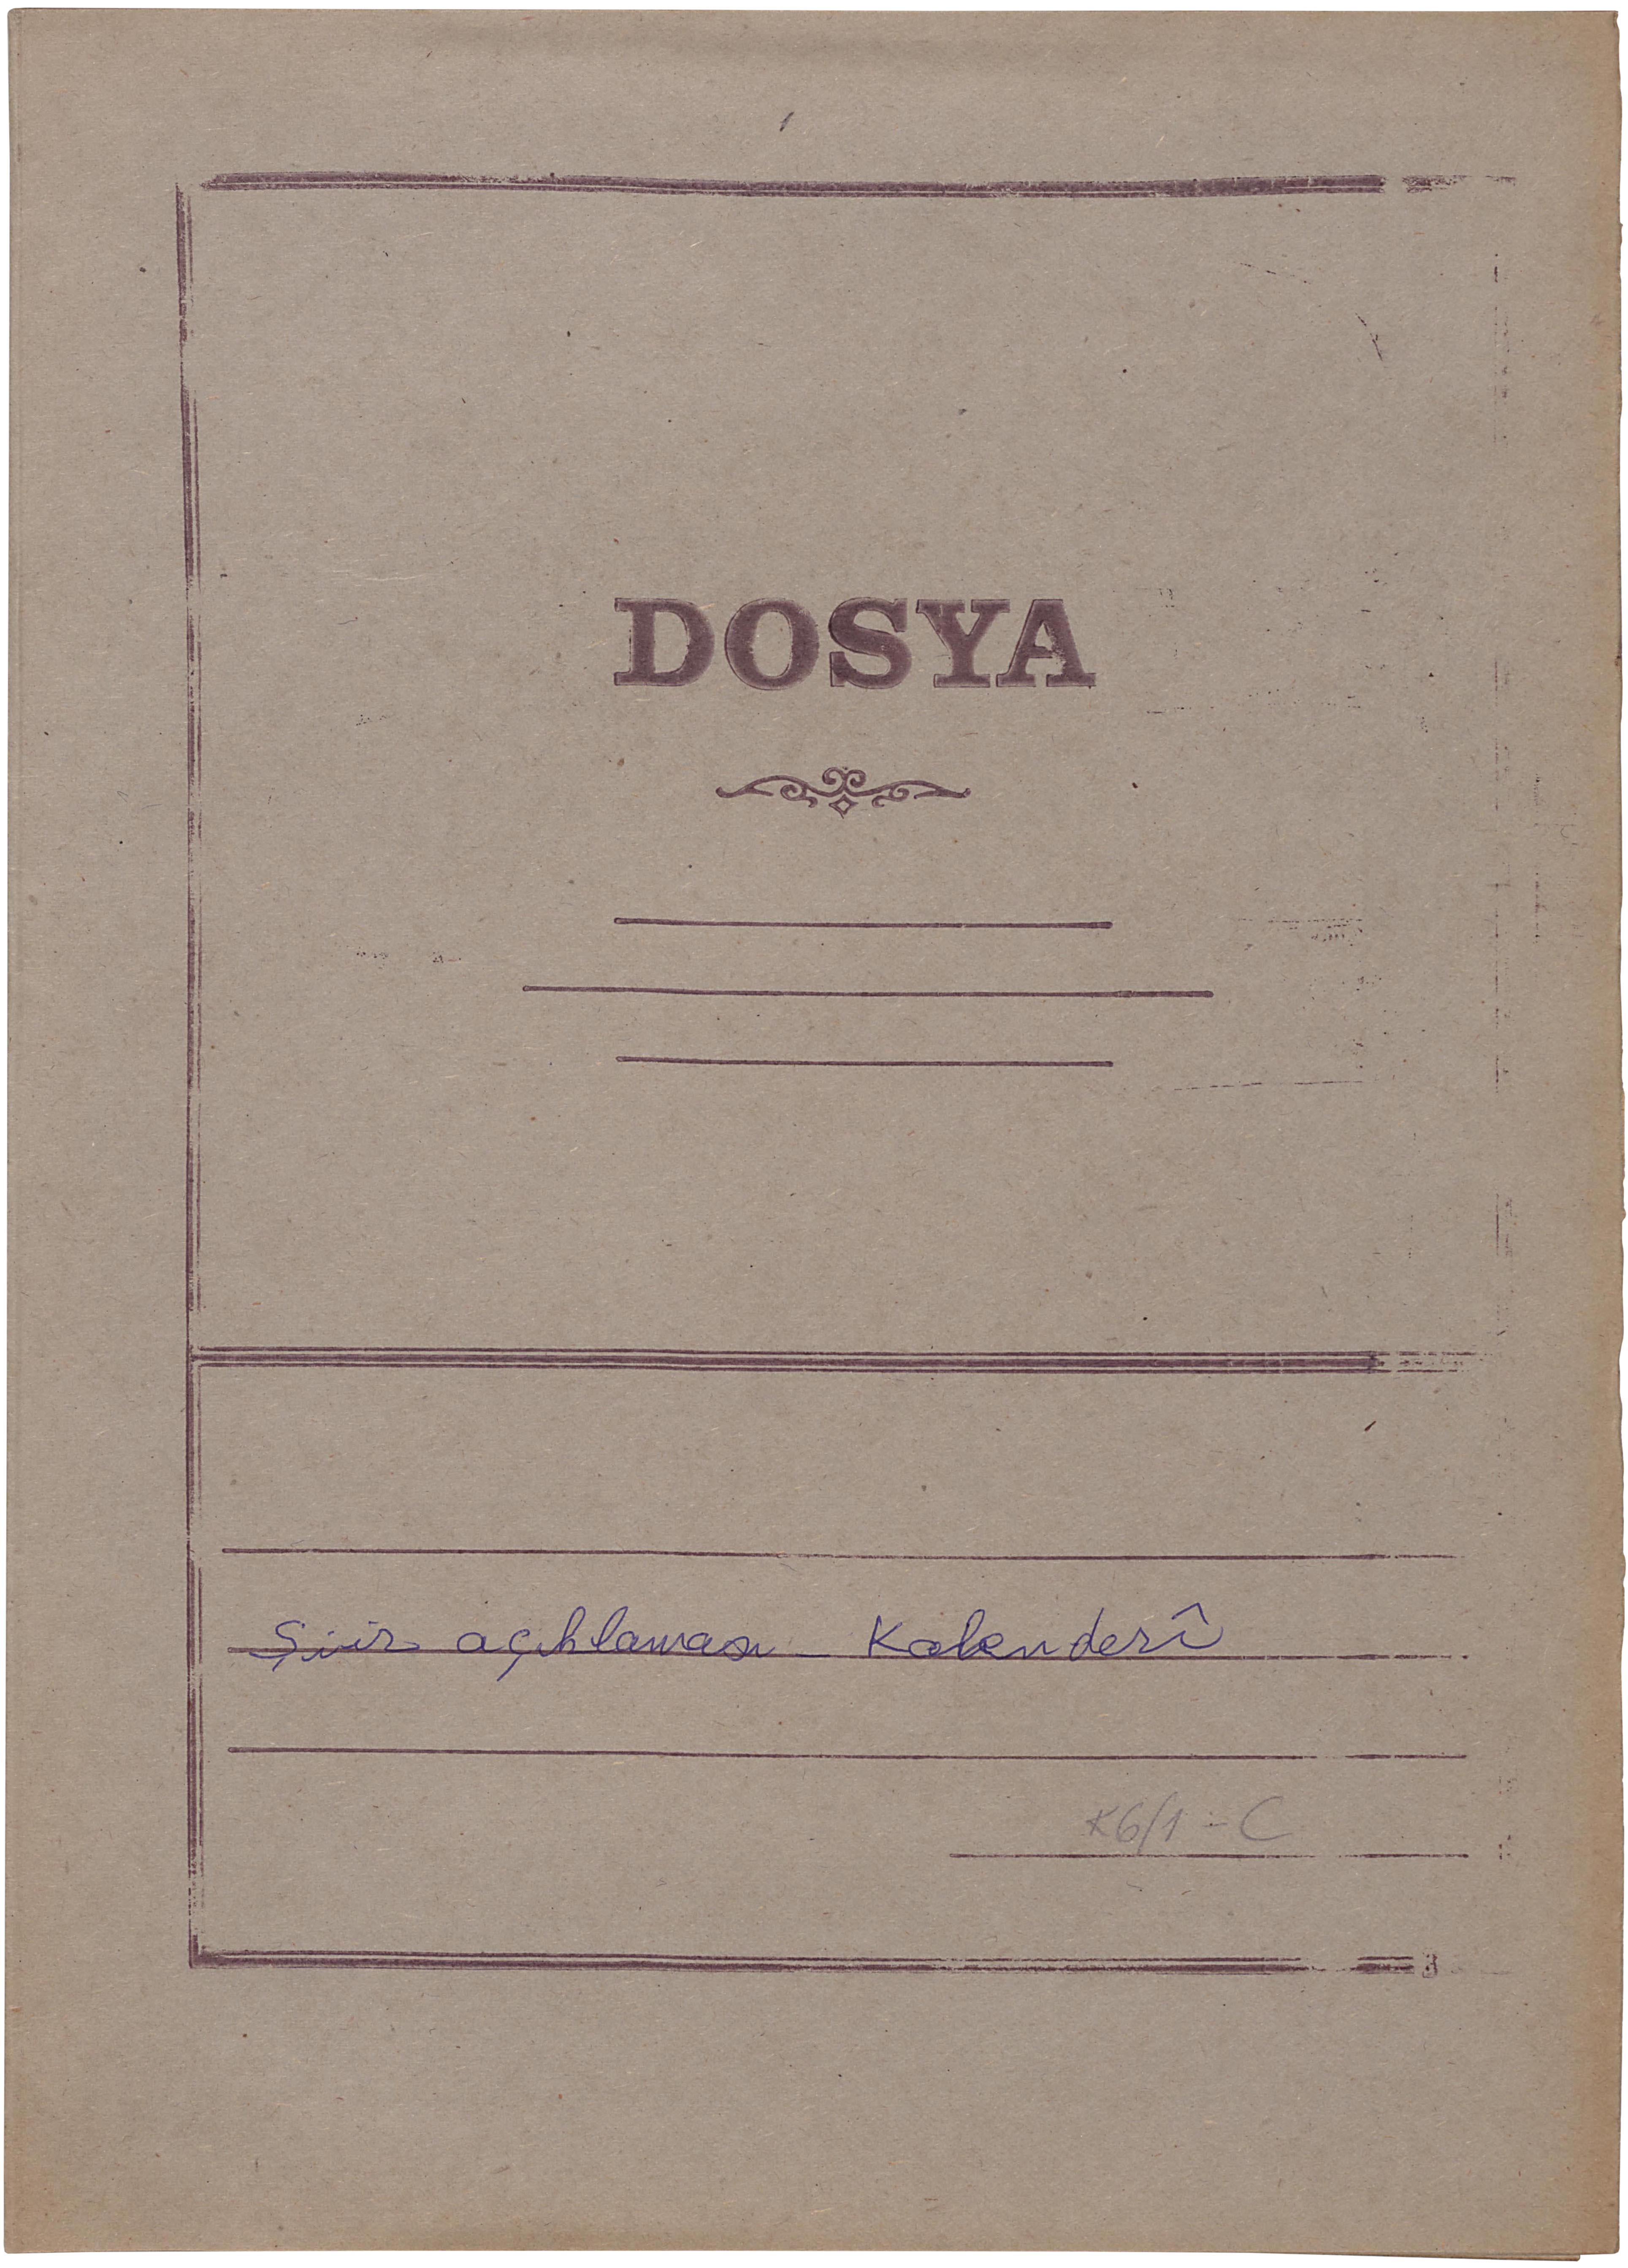 DOSYA
Şiir açıklaması - Kalenderî
K6/1 - C